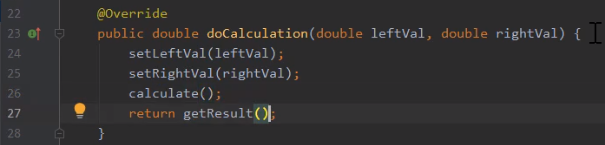 22 @Override
23 public double doCalculation(double leftVal, double rightVal) {
24 setLeftVal(leftVal);
25 setRightVal(rightVal);
26 calculate();
27 return getResult();
28 }